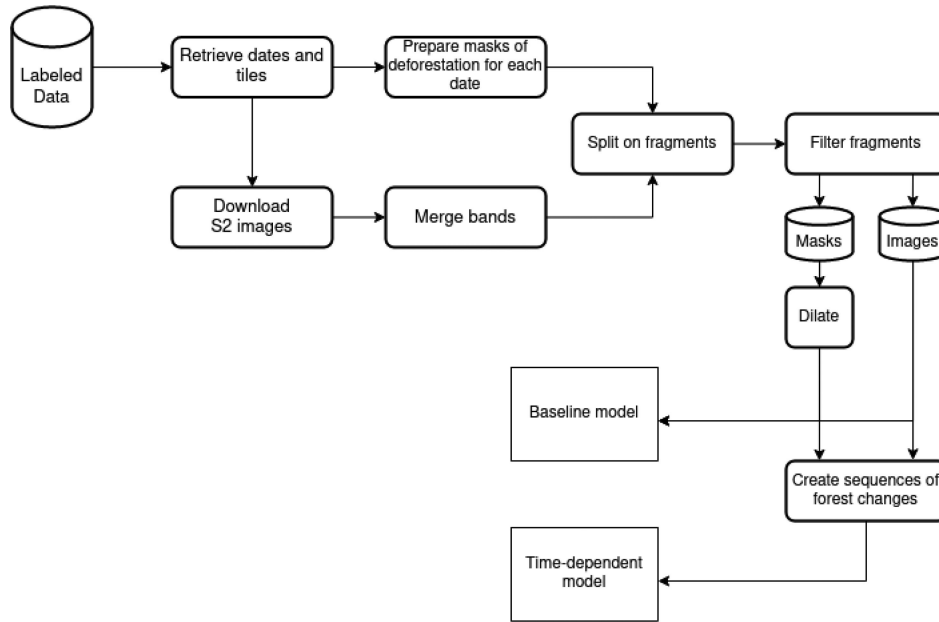 Labeled
Data
Retrieve dates and
tiles
Prepare masks of
deforestation for each
date
Split on fragments
Filter fragments
Download
S2 images
Merge bands
Masks
Images
Dilate
Baseline model
Create sequences of
forest changes
Time-dependent
model